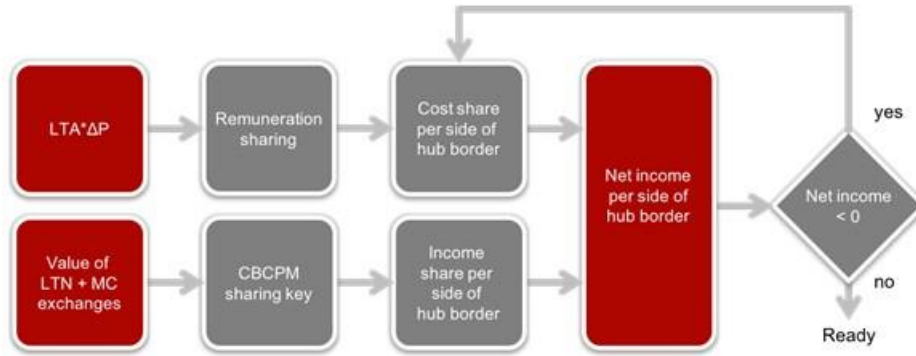 LTA*ΔP
Remuneration
sharing
Cost share
per side of
hub border
Net income
per side of
hub border
yes
Net income
< 0
Value of
LTN + MC
exchanges
CBCPM
sharing key
Income
share per
side of
hub border
no
Ready